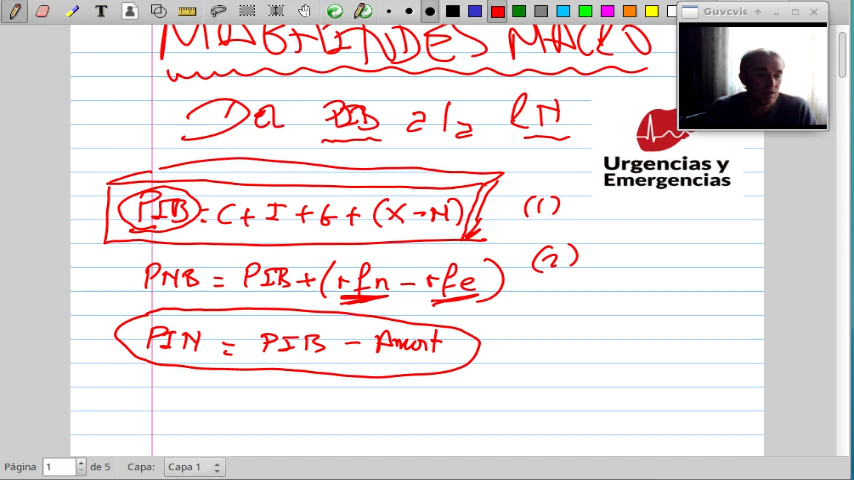 Guvcvie
MAGNITUDES MACRO
Del PIB a la RN
Urgencias y
Emergencias
PIB = C + I + G + (X - M) (1)
PNB = PIB + (rfn - rfe) (2)
PIN = PIB - Amort
Página 1 de 5 Capa: Capa 1